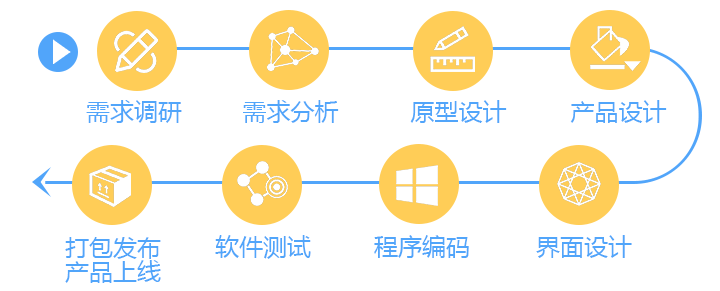 需求调研
需求分析
原型设计
产品设计
界面设计
程序编码
软件测试
打包发布
产品上线